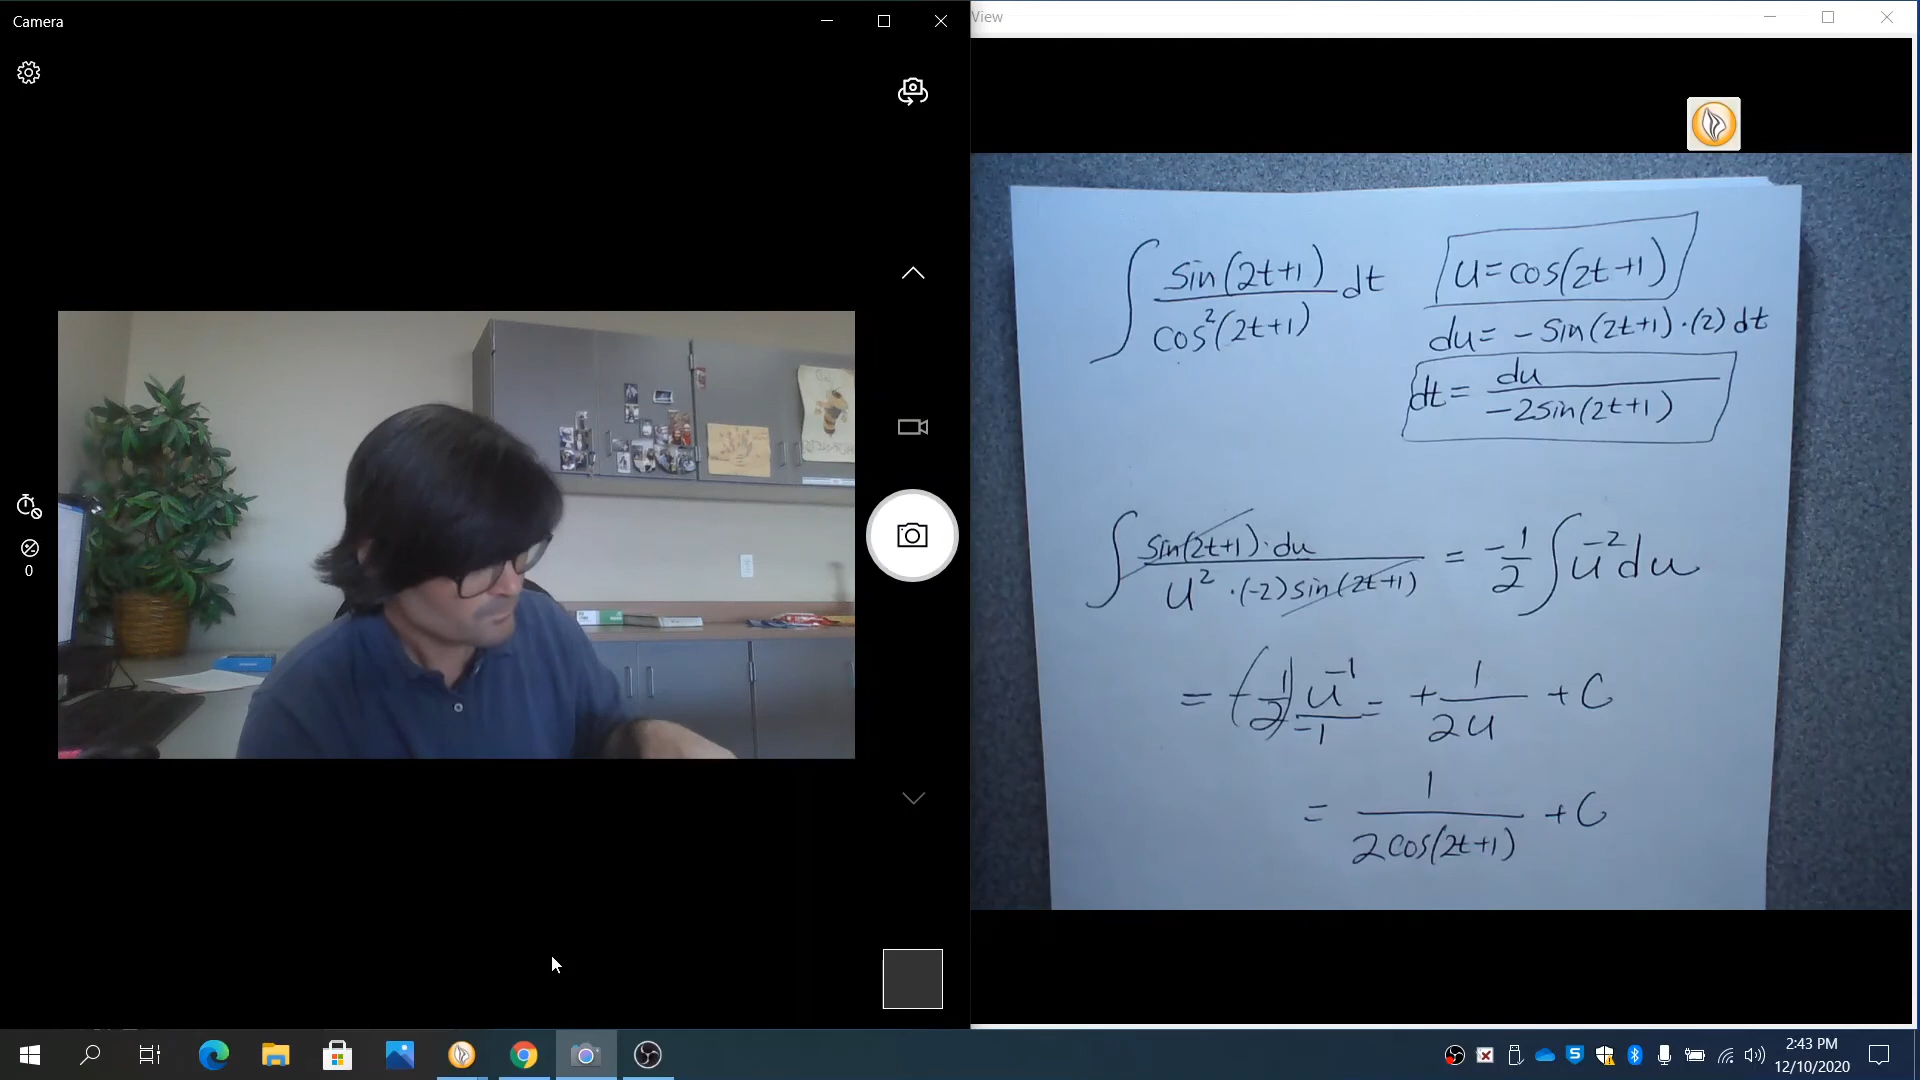 Camera
View
0
∫ sin(2t+1)/cos²(2t+1) dt
u=cos(2t+1)
du= -sin(2t+1)·(2) dt
dt= du/-2sin(2t+1)
∫ sin(2t+1)·du/u²·(-2)sin(2t+1) = -1/2 ∫ u⁻² du
= (-1/2) u⁻¹/-1 = +1/2u + C
= 1/2cos(2t+1) + C
2:43 PM
12/10/2020